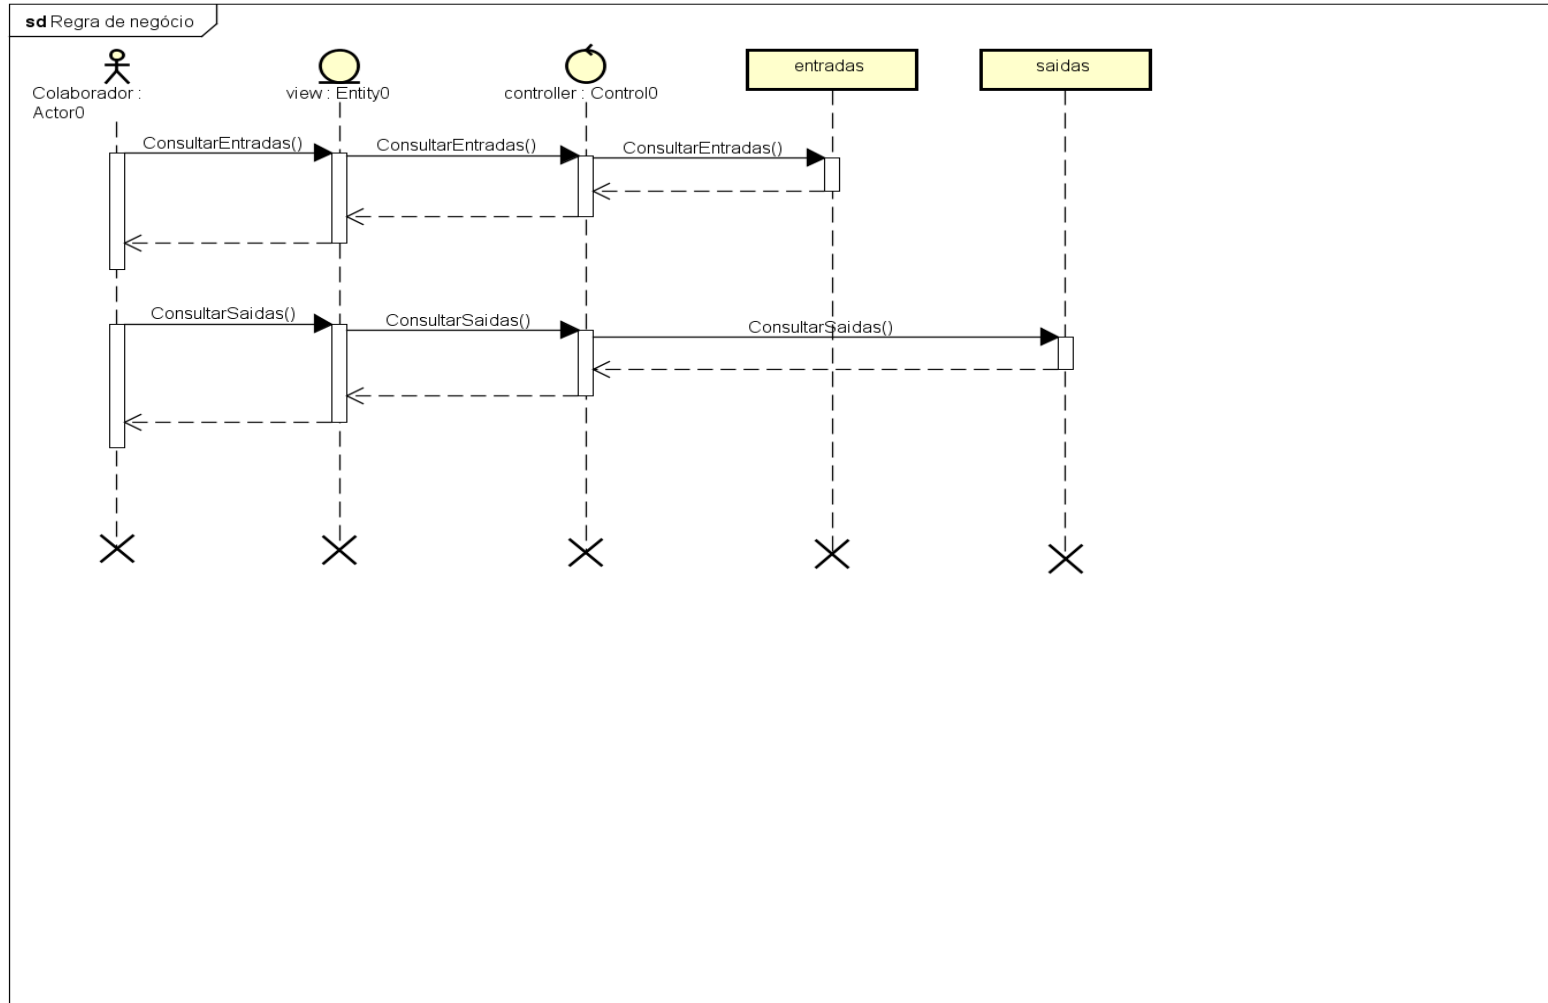 sd Regra de negócio
Colaborador :
Actor0
view : Entity0
controller : Control0
entradas
saidas
ConsultarEntradas()
ConsultarEntradas()
ConsultarEntradas()
ConsultarSaidas()
ConsultarSaidas()
ConsultarSaidas()